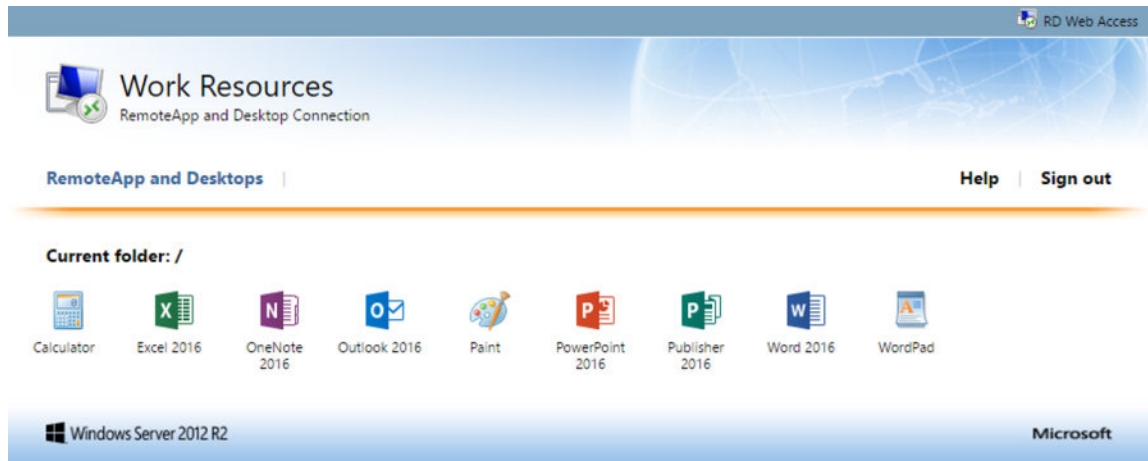 RD Web Access
Work Resources
RemoteApp and Desktop Connection
RemoteApp and Desktops
Help
Sign out
Current folder: /
Calculator
Excel 2016
OneNote
2016
Outlook 2016
Paint
PowerPoint
2016
Publisher
2016
Word 2016
WordPad
Windows Server 2012 R2
Microsoft